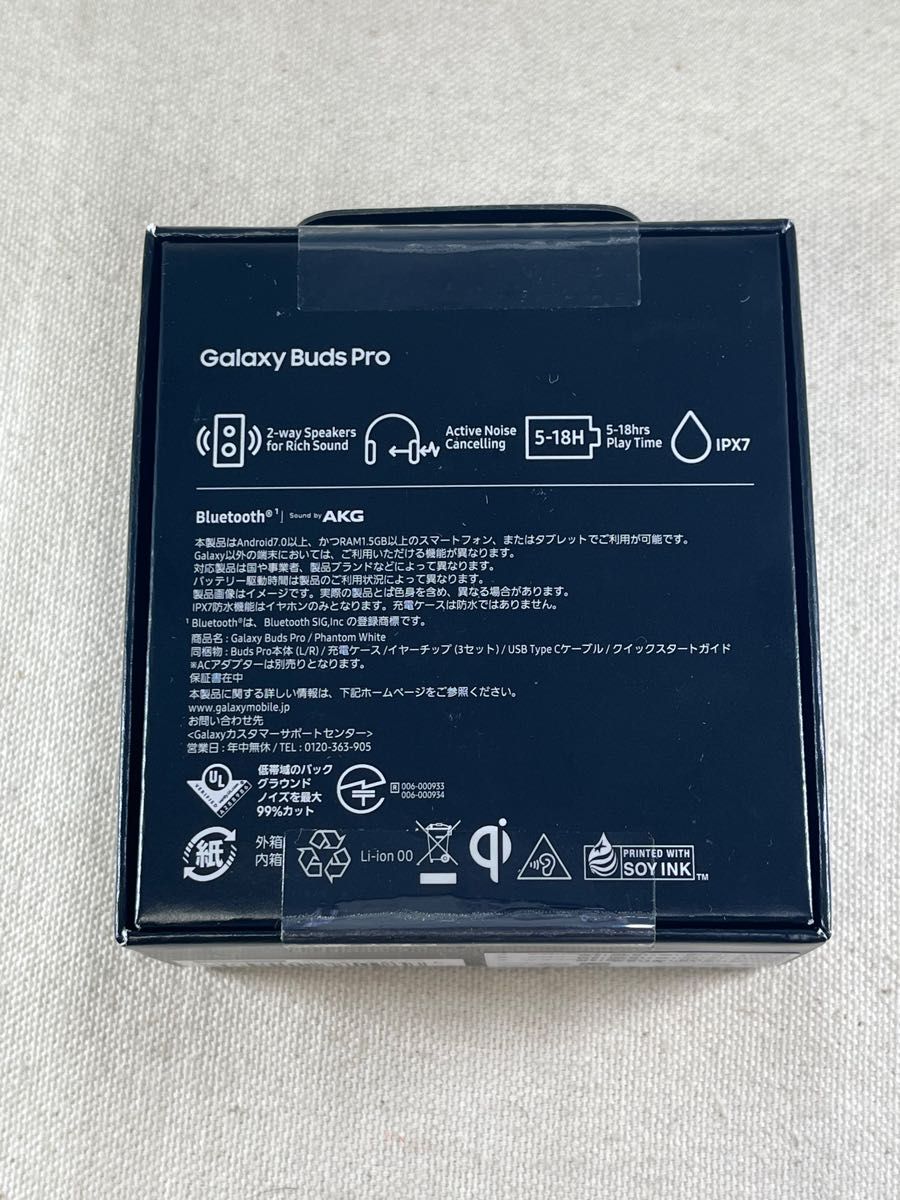 Galaxy Buds Pro
2-way Speakers
for Rich Sound
Active Noise
Cancelling
5-18H
5-18hrs
Play Time
IPX7
Bluetooth®¹ | Sound by AKG
本製品はAndroid7.0以上、かつRAM1.5GB以上のスマートフォン、またはタブレットでご利用が可能です。
Galaxy以外の端末においては、ご利用いただける機能が異なります。
対応製品は国や事業者、製品ブランドなどによって異なります。
バッテリー駆動時間は製品のご利用状況によって異なります。
製品画像はイメージです。実際の製品とは色身を含め、異なる場合があります。
IPX7防水機能はイヤホンのみとなります。充電ケースは防水ではありません。
¹ Bluetooth®は、Bluetooth SIG,Inc の登録商標です。
商品名 : Galaxy Buds Pro / Phantom White
同梱物 : Buds Pro本体 (L/R) / 充電ケース /イヤーチップ (3セット) / USB Type Cケーブル / クイックスタートガイド
※ACアダプターは別売りとなります。
保証書在中
本製品に関する詳しい情報は、下記ホームページをご参照ください。
www.galaxymobile.jp
お問い合わせ先
<Galaxyカスタマーサポートセンター>
営業日 : 年中無休 / TEL : 0120-363-905
UL
VERIFIED
低帯域のバック
グラウンド
ノイズを最大
99%カット
R 006-000933
006-000934
紙
外箱
内箱
Li-ion 00
qi
PRINTED WITH
SOY INK™